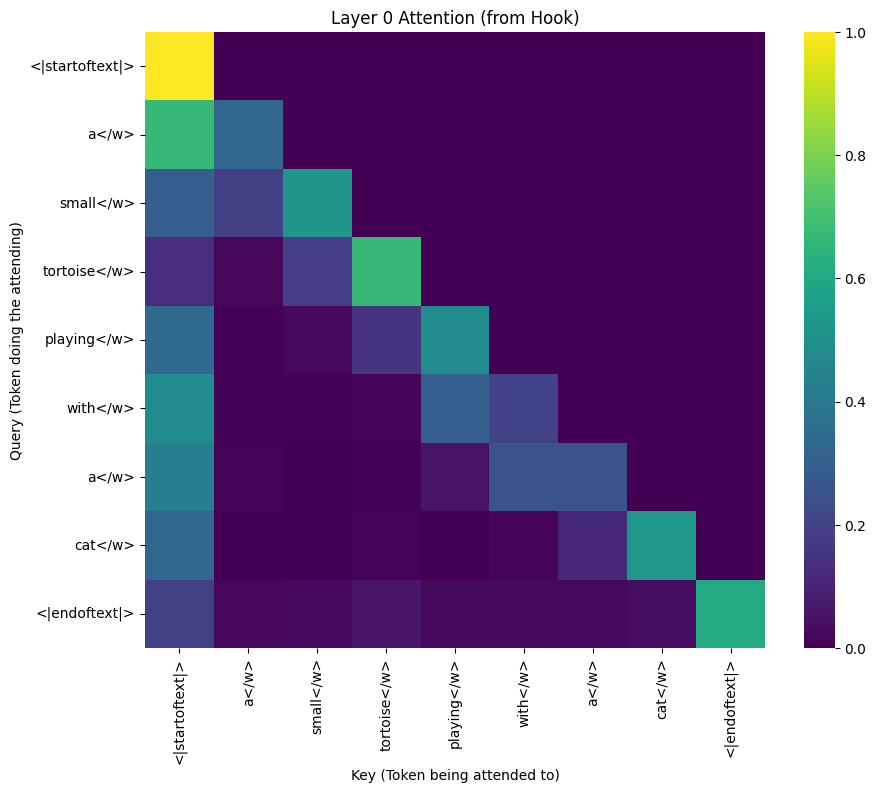 Layer 0 Attention (from Hook)
Query (Token doing the attending)
<|startoftext|>
a</w>
small</w>
tortoise</w>
playing</w>
with</w>
a</w>
cat</w>
<|endoftext|>
1.0
0.8
0.6
0.4
0.2
0.0
<|startoftext|>
a</w>
small</w>
tortoise</w>
playing</w>
with</w>
a</w>
cat</w>
<|endoftext|>
Key (Token being attended to)